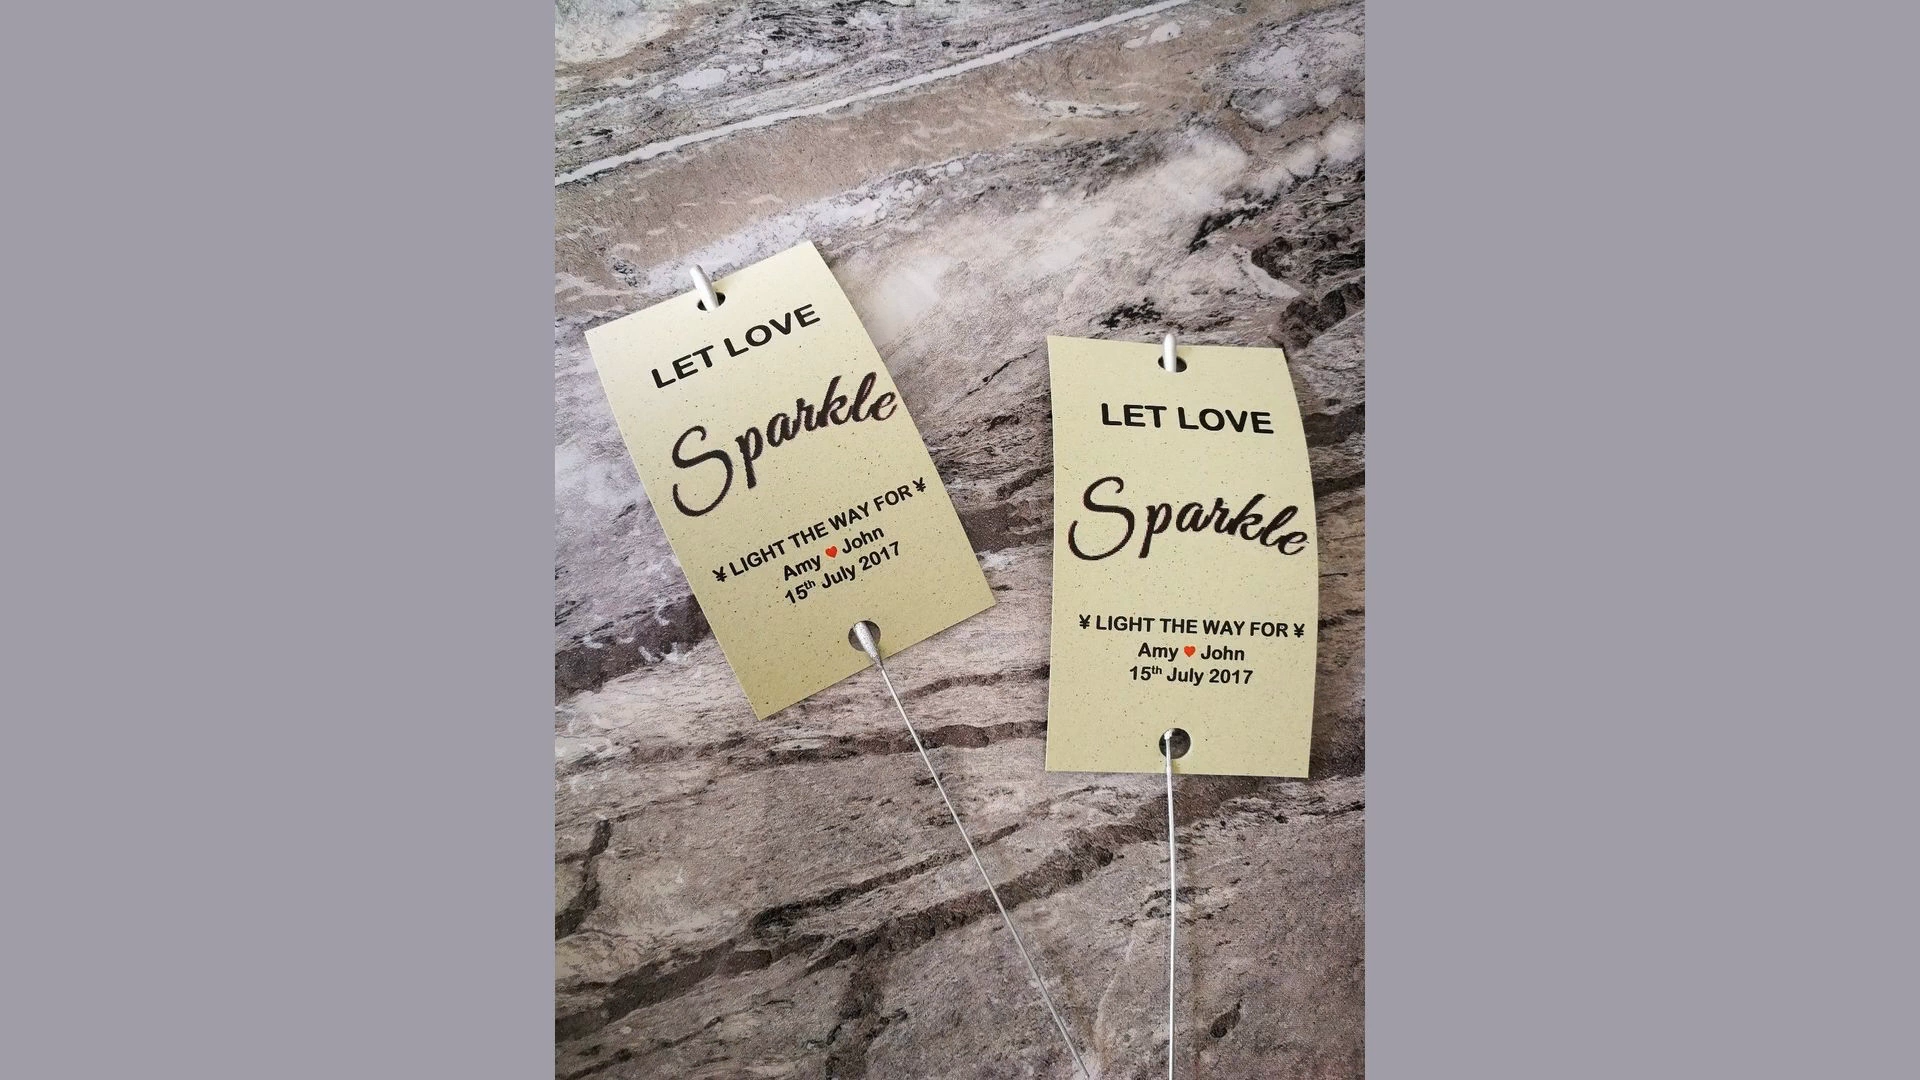 LET LOVE
Sparkle
¥ LIGHT THE WAY FOR ¥
Amy ♥ John
15th July 2017
LET LOVE
Sparkle
¥ LIGHT THE WAY FOR ¥
Amy ♥ John
15th July 2017